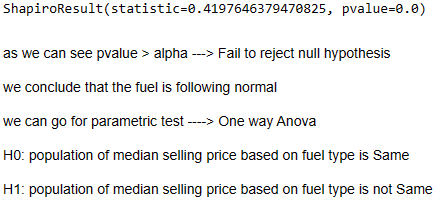 ShapiroResult(statistic=0.4197646379470825, pvalue=0.0)
as we can see pvalue > alpha ---> Fail to reject null hypothesis
we conclude that the fuel is following normal
we can go for parametric test ----> One way Anova
H0: population of median selling price based on fuel type is Same
H1: population of median selling price based on fuel type is not Same